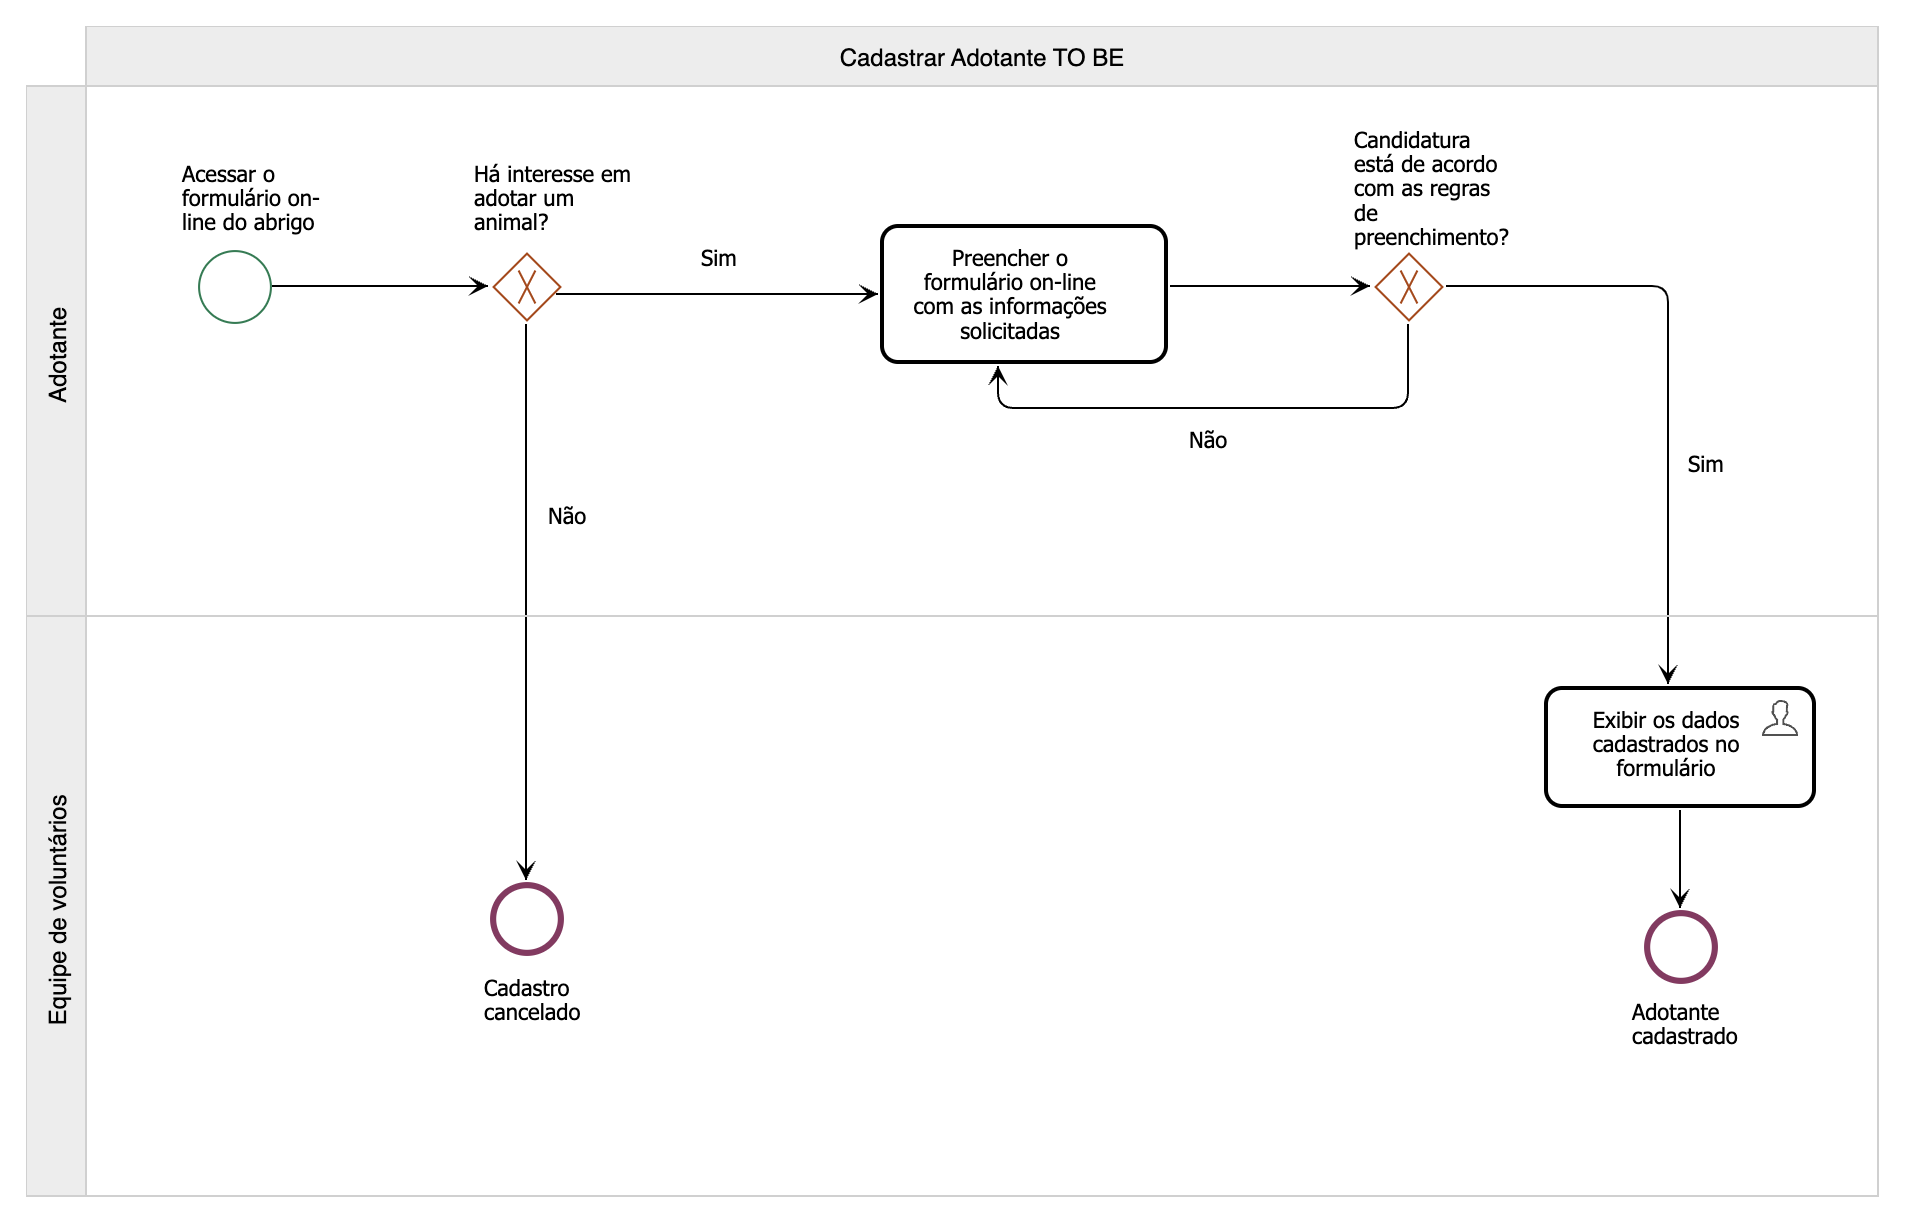 Cadastrar Adotante TO BE
Adotante
Acessar o
formulário on-
line do abrigo
Há interesse em
adotar um
animal?
Sim
Preencher o
formulário on-line
com as informações
solicitadas
Candidatura
está de acordo
com as regras
de
preenchimento?
Não
Sim
Não
Equipe de voluntários
Exibir os dados
cadastrados no
formulário
Cadastro
cancelado
Adotante
cadastrado